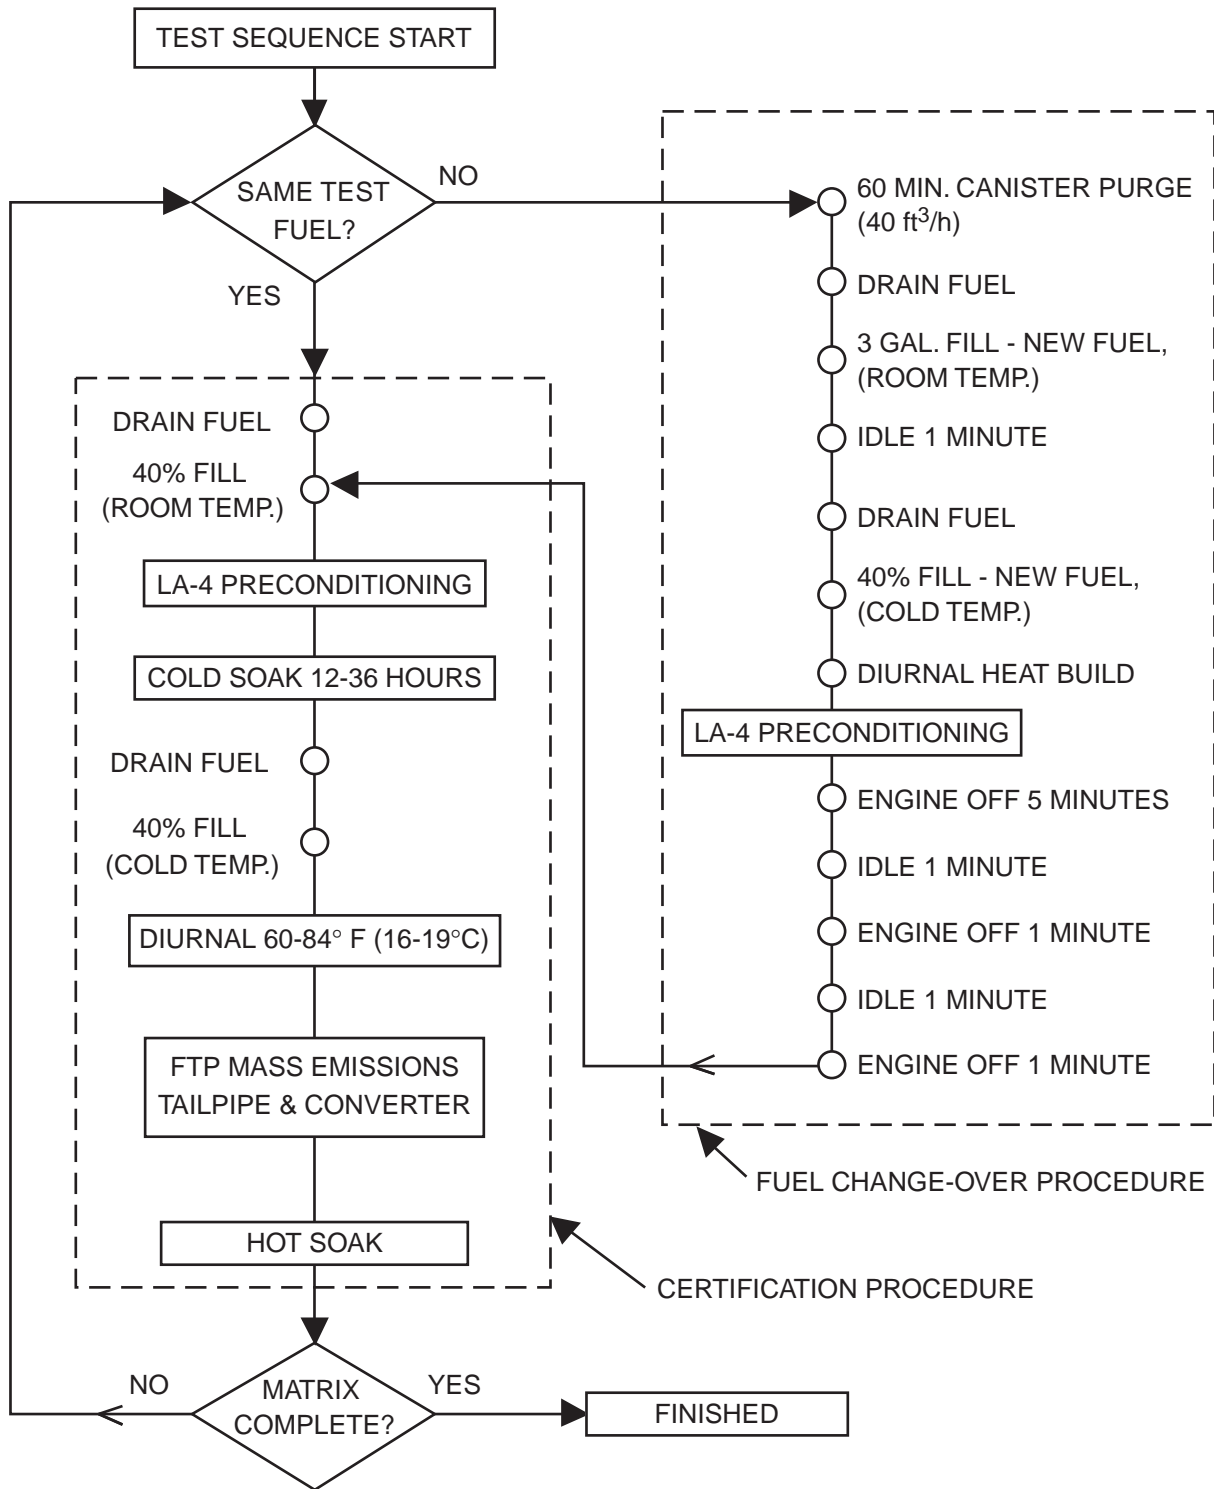 TEST SEQUENCE START
SAME TEST
FUEL?
NO
YES
DRAIN FUEL
40% FILL
(ROOM TEMP.)
LA-4 PRECONDITIONING
COLD SOAK 12-36 HOURS
DRAIN FUEL
40% FILL
(COLD TEMP.)
DIURNAL 60-84° F (16-19°C)
FTP MASS EMISSIONS
TAILPIPE & CONVERTER
HOT SOAK
CERTIFICATION PROCEDURE
MATRIX
COMPLETE?
NO
YES
FINISHED
60 MIN. CANISTER PURGE
(40 ft³/h)
DRAIN FUEL
3 GAL. FILL - NEW FUEL,
(ROOM TEMP.)
IDLE 1 MINUTE
DRAIN FUEL
40% FILL - NEW FUEL,
(COLD TEMP.)
DIURNAL HEAT BUILD
LA-4 PRECONDITIONING
ENGINE OFF 5 MINUTES
IDLE 1 MINUTE
ENGINE OFF 1 MINUTE
IDLE 1 MINUTE
ENGINE OFF 1 MINUTE
FUEL CHANGE-OVER PROCEDURE